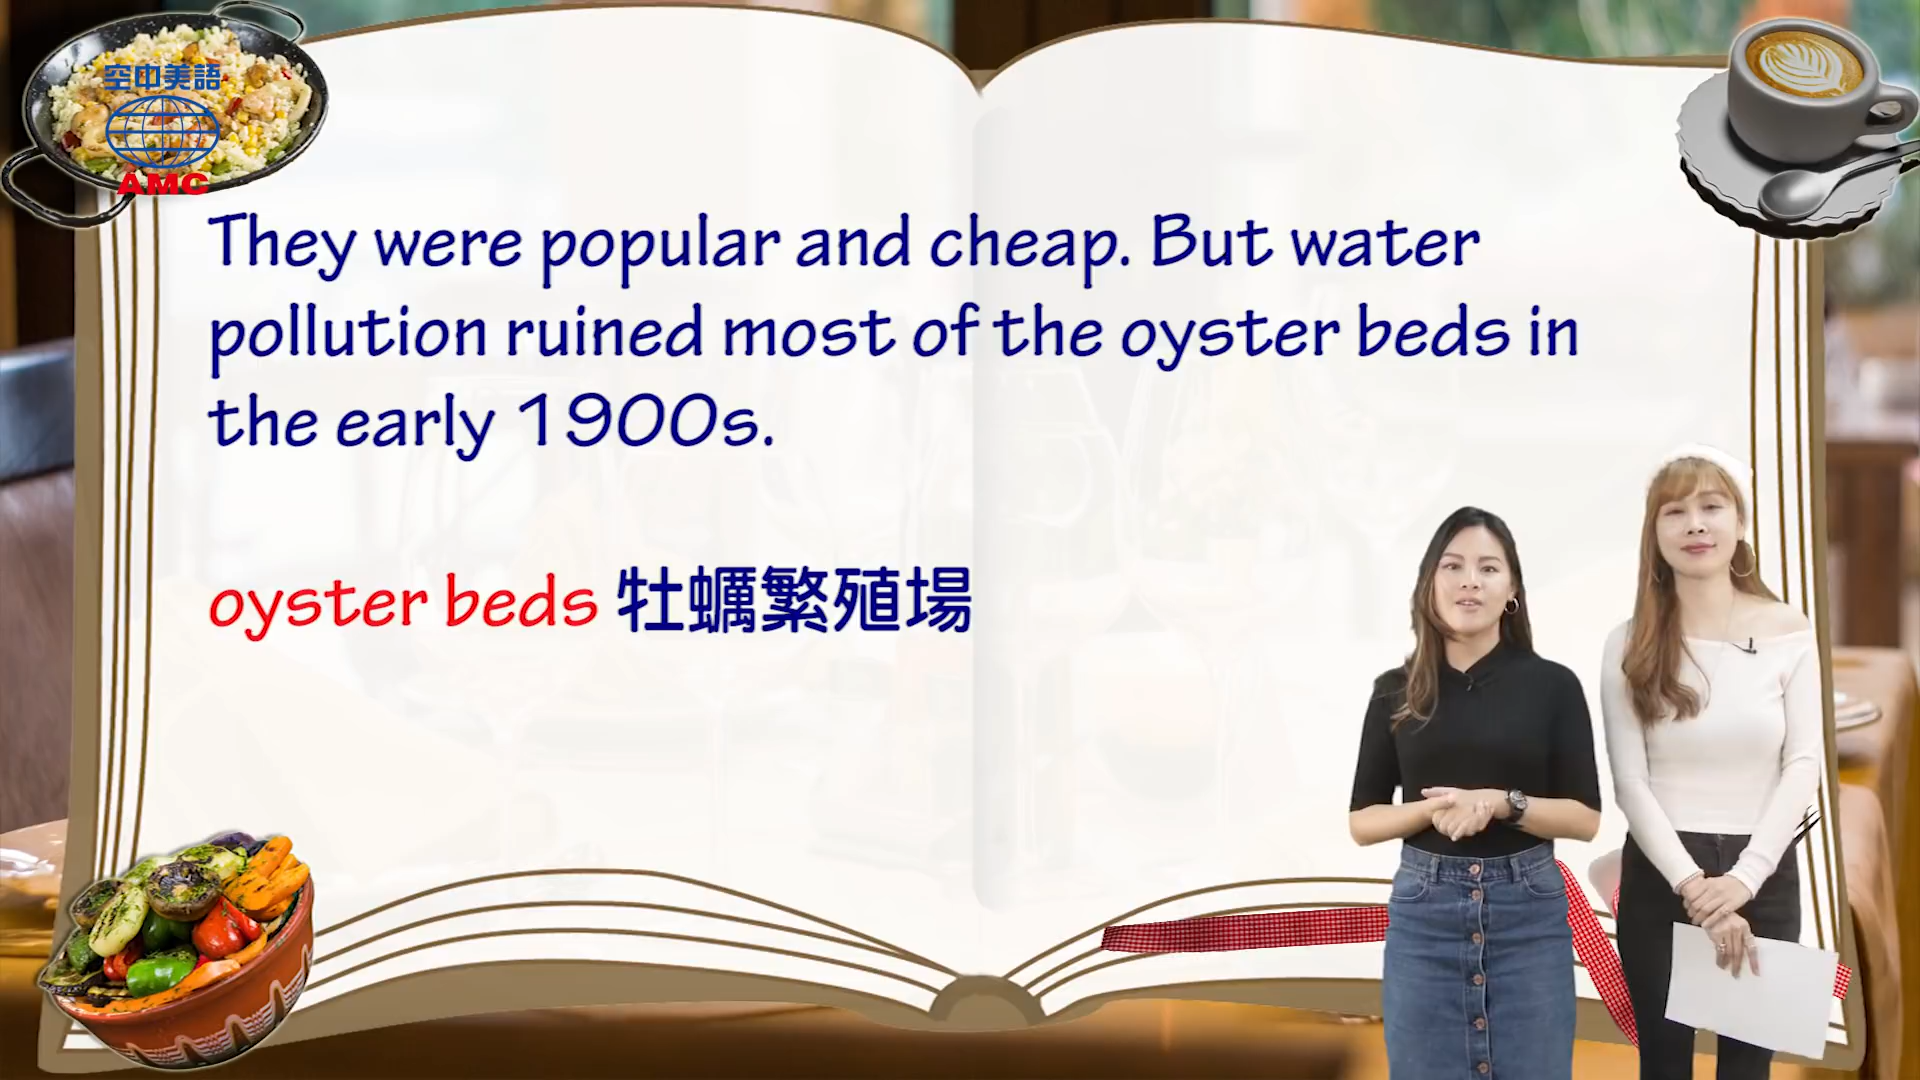 空中美語
AMC
They were popular and cheap. But water
pollution ruined most of the oyster beds in
the early 1900s.
oyster beds 牡蠣繁殖場